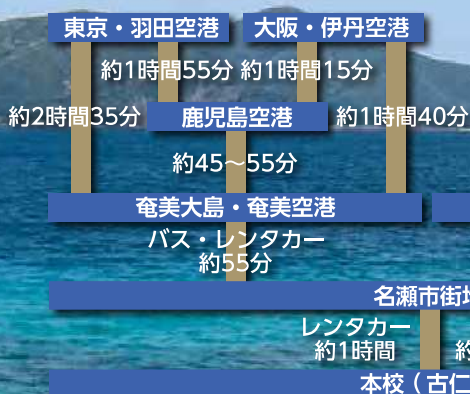 東京・羽田空港
大阪・伊丹空港
約1時間55分
約1時間15分
約2時間35分
鹿児島空港
約1時間40分
約45〜55分
奄美大島・奄美空港
バス・レンタカー
約55分
名瀬市街地
レンタカー
約1時間
約
本校（古仁